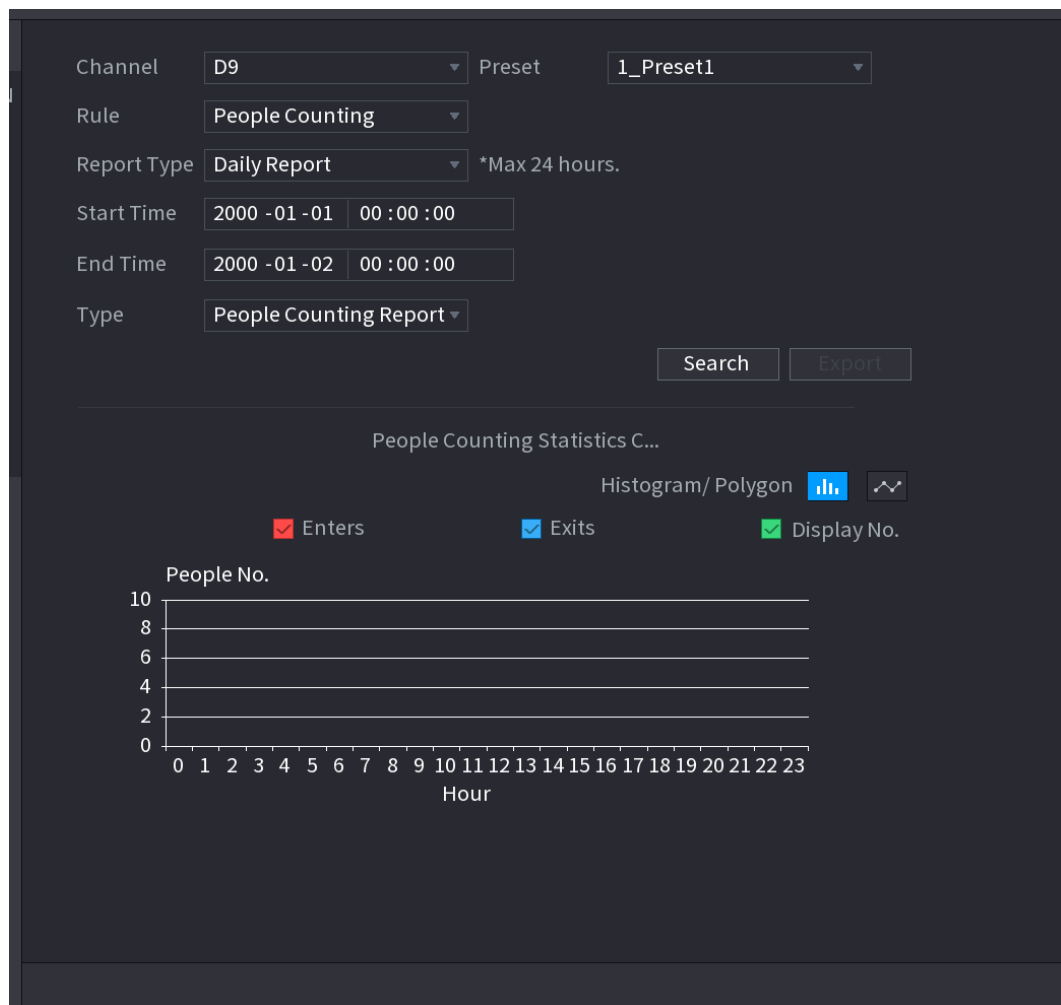 Channel D9 Preset 1_Preset1
Rule People Counting
Report Type Daily Report *Max 24 hours.
Start Time 2000 -01 -01 00 : 00 : 00
End Time 2000 -01 -02 00 : 00 : 00
Type People Counting Report
Search Export
People Counting Statistics C...
Histogram/ Polygon
Enters Exits Display No.
People No.
10
8
6
4
2
0
0 1 2 3 4 5 6 7 8 9 10 11 12 13 14 15 16 17 18 19 20 21 22 23
Hour